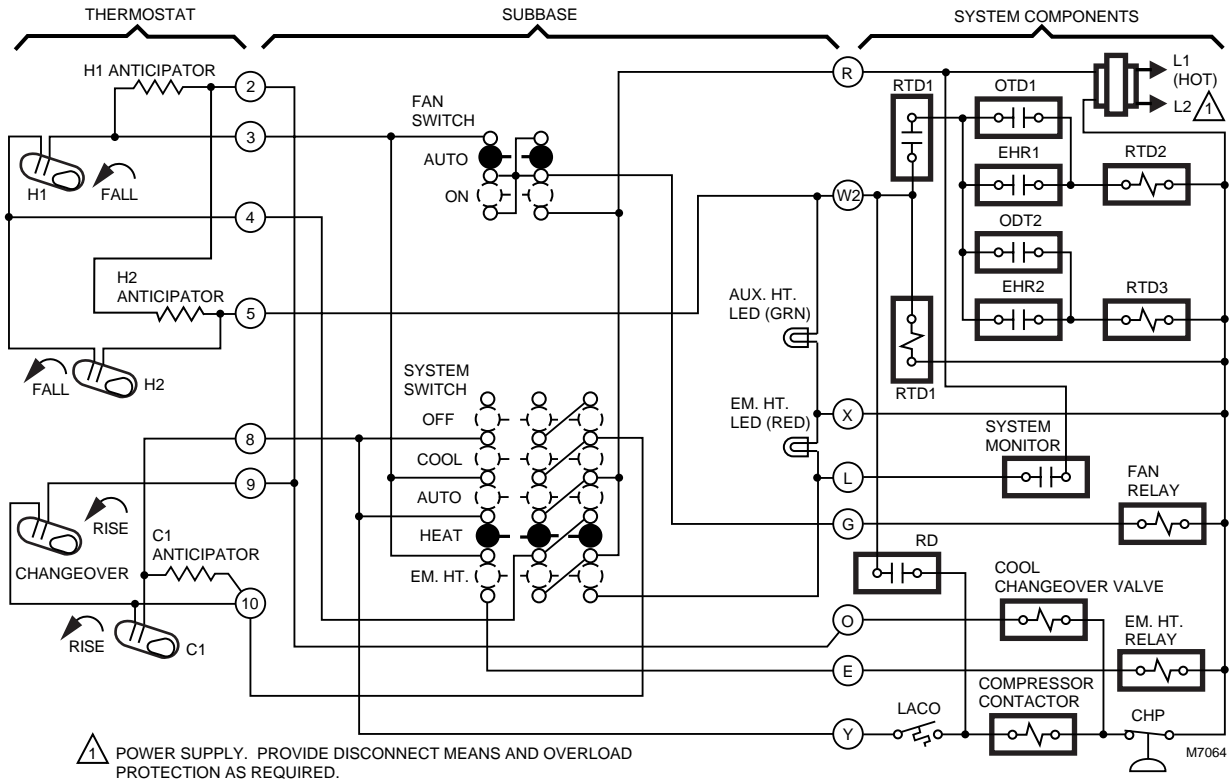 THERMOSTAT
SUBBASE
SYSTEM COMPONENTS
H1 ANTICIPATOR
2
3
H1
FALL
4
H2
ANTICIPATOR
5
FALL
H2
8
9
RISE
CHANGEOVER
C1
ANTICIPATOR
10
RISE
C1
FAN
SWITCH
AUTO
ON
SYSTEM
SWITCH
OFF
COOL
AUTO
HEAT
EM. HT.
AUX. HT.
LED (GRN)
EM. HT.
LED (RED)
R
W2
X
L
G
O
E
Y
L1
(HOT)
L2
1
RTD1
OTD1
EHR1
RTD2
ODT2
EHR2
RTD3
RTD1
SYSTEM
MONITOR
FAN
RELAY
RD
COOL
CHANGEOVER VALVE
EM. HT.
RELAY
LACO
COMPRESSOR
CONTACTOR
CHP
1
POWER SUPPLY. PROVIDE DISCONNECT MEANS AND OVERLOAD
PROTECTION AS REQUIRED.
M7064